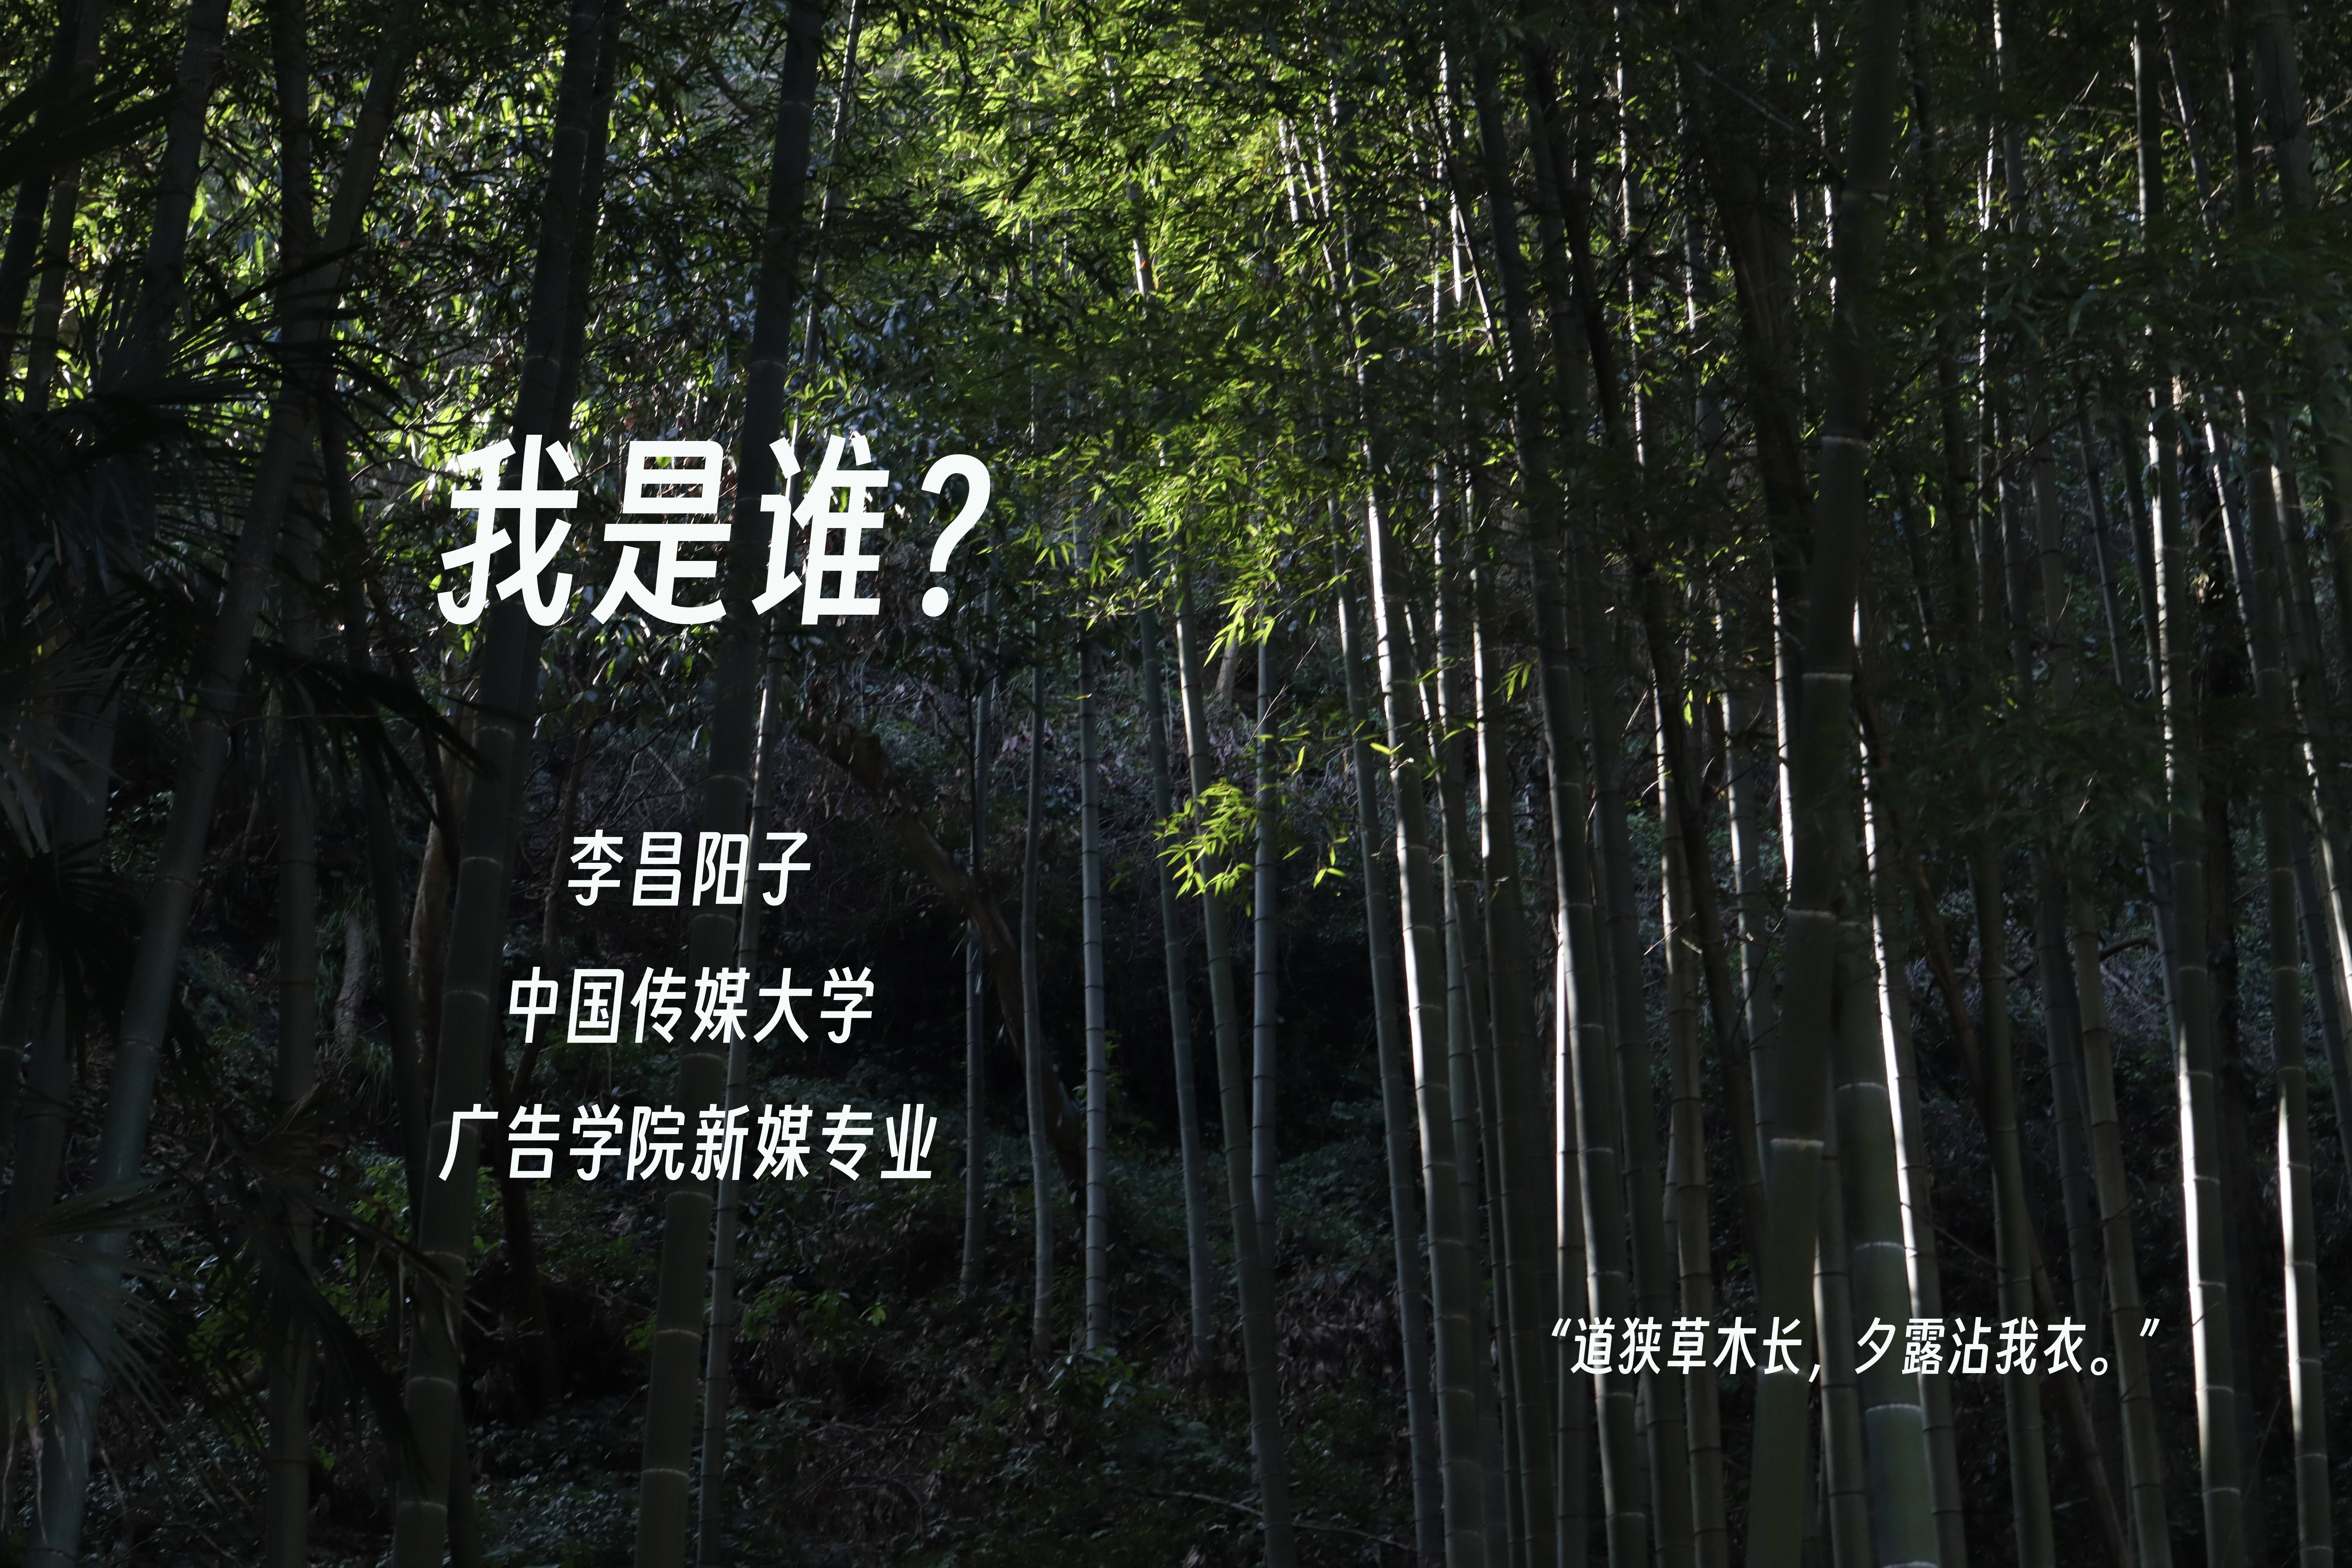 我是谁？
李昌阳子
中国传媒大学
广告学院新媒专业
“道狭草木长，夕露沾我衣。”